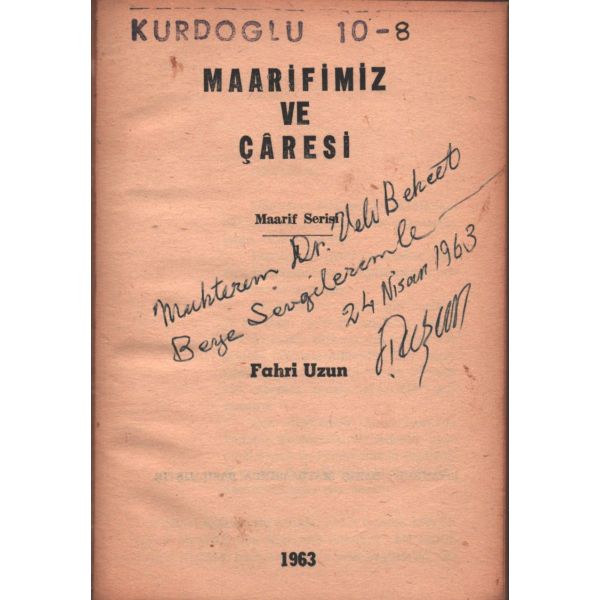 KURDOGLU 10-8
MAARİFİMİZ
VE
ÇÂRESİ
Maarif Serisi
Muhterem Dr. Veli Behcet
Beye Sevgilerimle
24 Nisan 1963
F. Uzun
Fahri Uzun
1963